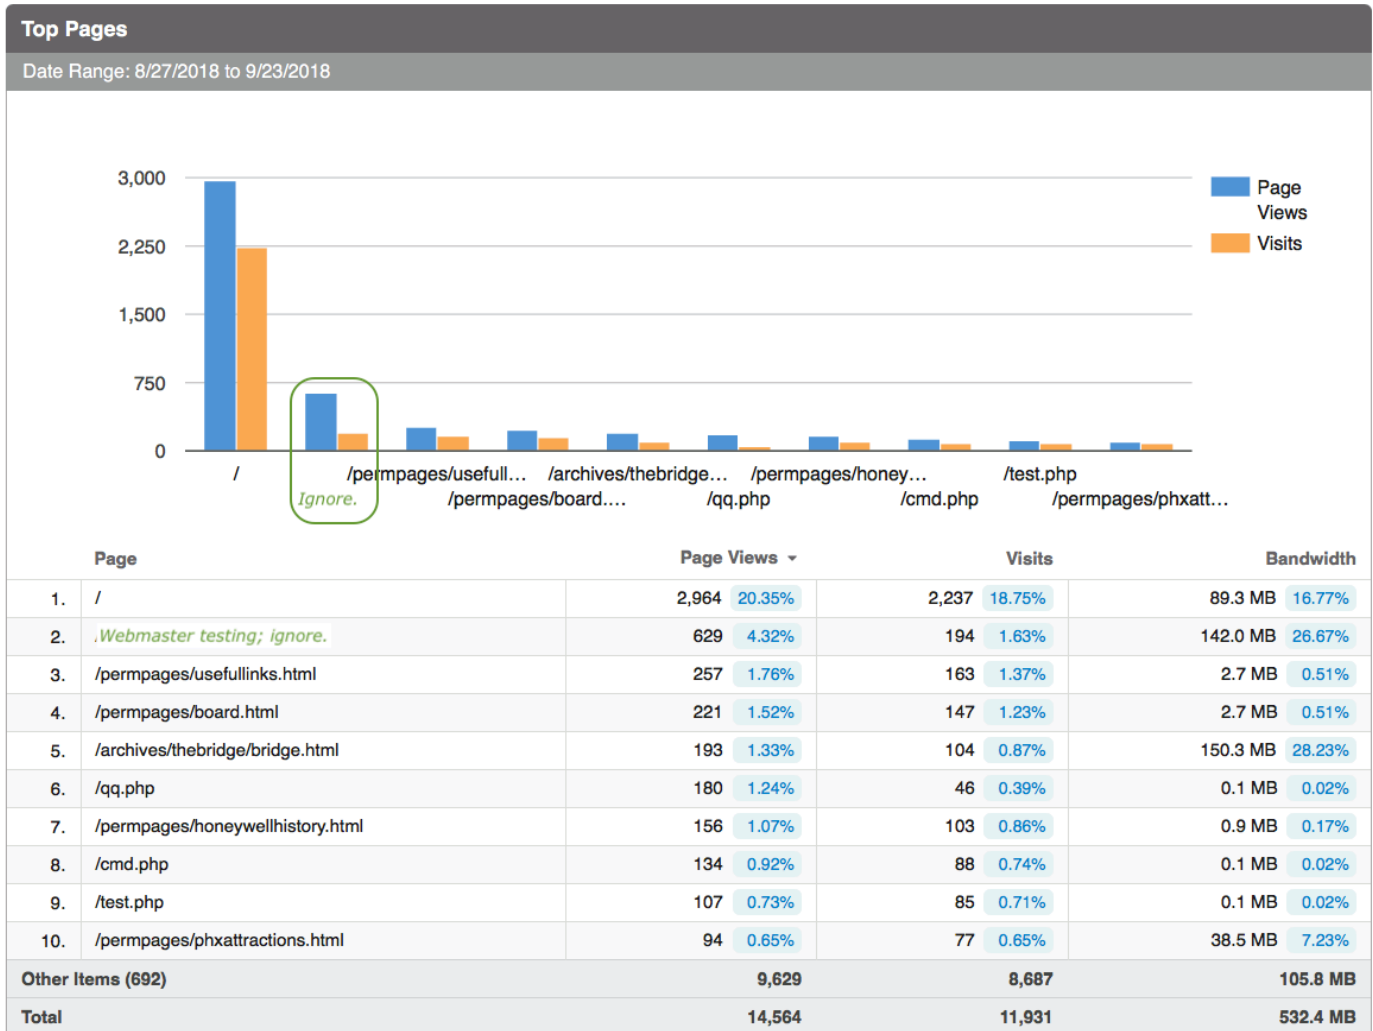 Top Pages
Date Range: 8/27/2018 to 9/23/2018
3,000
2,250
1,500
750
0
Page
Views
Visits
/ /permpages/usefull... /archives/thebridge... /permpages/honey... /test.php
Ignore. /permpages/board.... /qq.php /cmd.php /permpages/phxatt...
Page Page Views Visits Bandwidth
1. / 2,964 20.35% 2,237 18.75% 89.3 MB 16.77%
2. Webmaster testing; ignore. 629 4.32% 194 1.63% 142.0 MB 26.67%
3. /permpages/usefullinks.html 257 1.76% 163 1.37% 2.7 MB 0.51%
4. /permpages/board.html 221 1.52% 147 1.23% 2.7 MB 0.51%
5. /archives/thebridge/bridge.html 193 1.33% 104 0.87% 150.3 MB 28.23%
6. /qq.php 180 1.24% 46 0.39% 0.1 MB 0.02%
7. /permpages/honeywellhistory.html 156 1.07% 103 0.86% 0.9 MB 0.17%
8. /cmd.php 134 0.92% 88 0.74% 0.1 MB 0.02%
9. /test.php 107 0.73% 85 0.71% 0.1 MB 0.02%
10. /permpages/phxattractions.html 94 0.65% 77 0.65% 38.5 MB 7.23%
Other Items (692) 9,629 8,687 105.8 MB
Total 14,564 11,931 532.4 MB